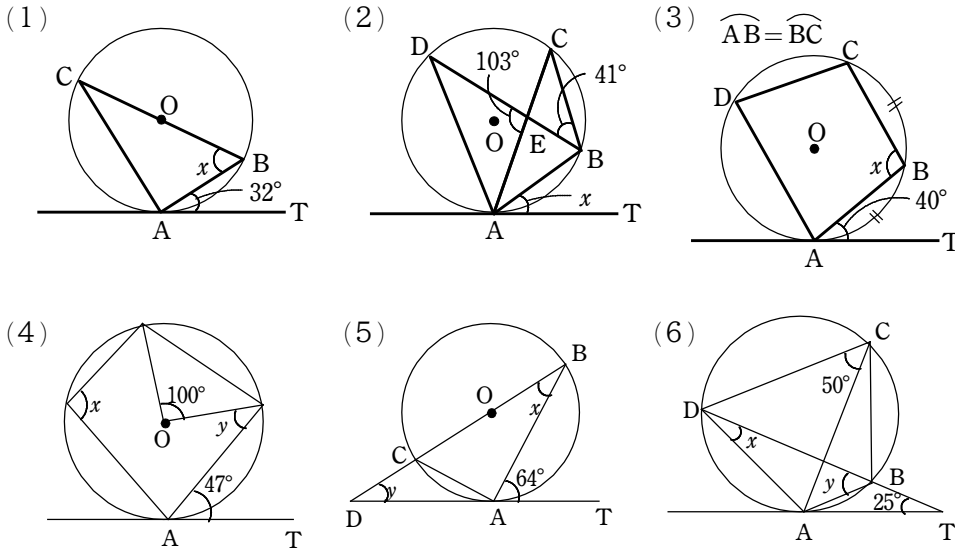 (1)
C
O
x
B
32°
A
T
(2)
D
C
103°
41°
O
E
B
x
A
T
(3)
AB=BC
C
D
O
x
B
40°
A
T
(4)
100°
x
O
y
47°
A
T
(5)
B
O
x
C
y
64°
D
A
T
(6)
C
50°
D
x
y
B
25°
A
T